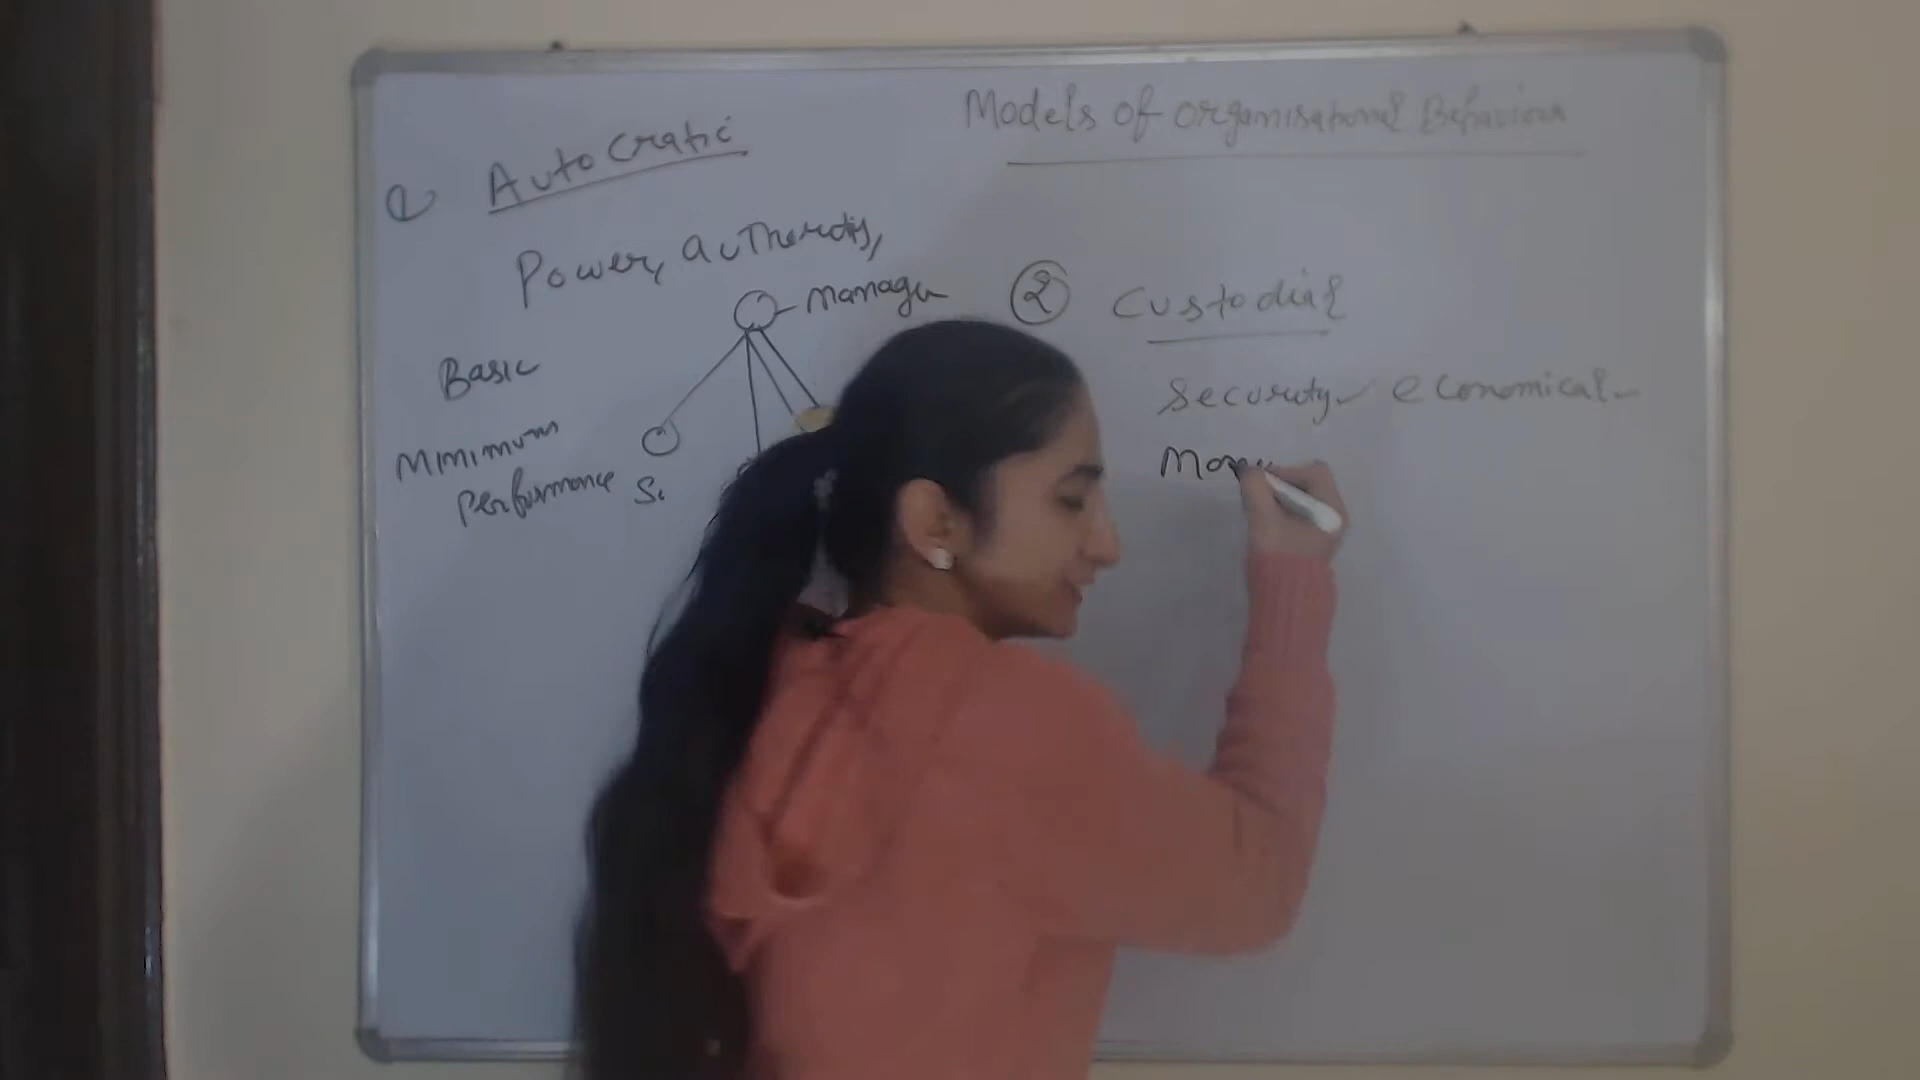 Models of Organisational Behaviour
1 Autocratic
Power, authority,
Manager
Basic
Minimum
Performance
② Custodial
Security economical